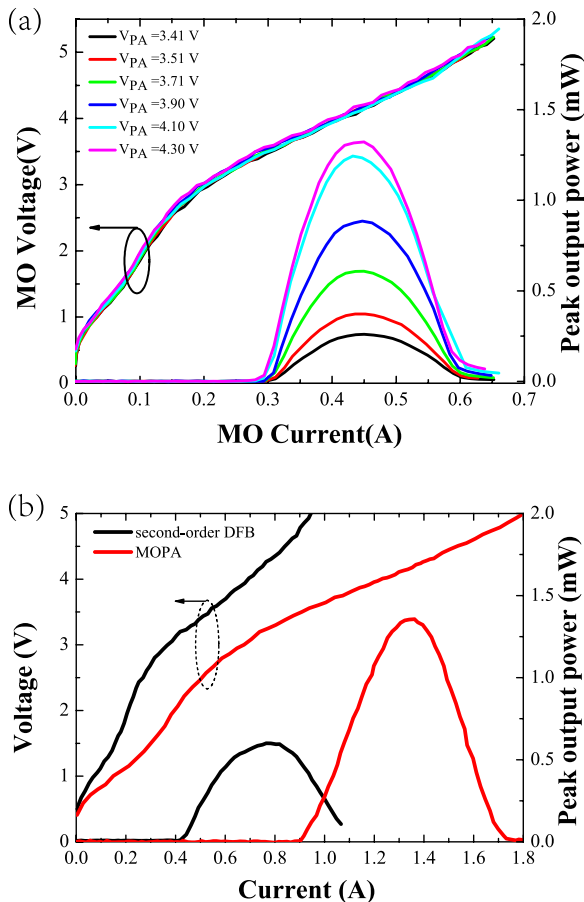 (a)
V_PA =3.41 V
V_PA =3.51 V
V_PA =3.71 V
V_PA =3.90 V
V_PA =4.10 V
V_PA =4.30 V
MO Voltage(V)
5
4
3
2
1
0
Peak output power (mW)
2.0
1.5
1.0
0.5
0.0
0.0 0.1 0.2 0.3 0.4 0.5 0.6 0.7
MO Current(A)
(b)
second-order DFB
MOPA
Voltage (V)
5
4
3
2
1
0
Peak output power (mW)
2.0
1.5
1.0
0.5
0.0
0.0 0.2 0.4 0.6 0.8 1.0 1.2 1.4 1.6 1.8
Current (A)